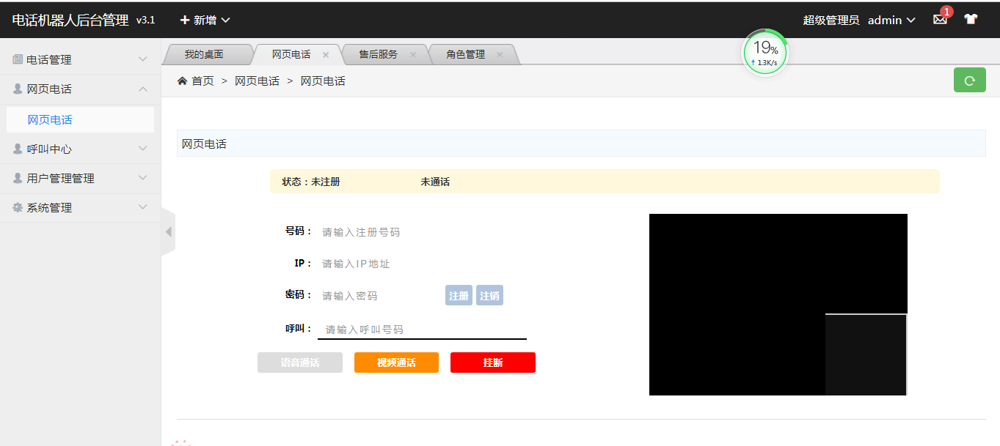 电话机器人后台管理 v3.1 新增 超级管理员 admin 1
我的桌面 网页电话 售后服务 角色管理
19%
1.3K/s
首页 > 网页电话 > 网页电话
电话管理
网页电话
网页电话
呼叫中心
用户管理管理
系统管理
网页电话
状态：未注册 未通话
号码： 请输入注册号码
IP： 请输入IP地址
密码： 请输入密码 注册 注销
呼叫： 请输入呼叫号码
语音通话 视频通话 挂断